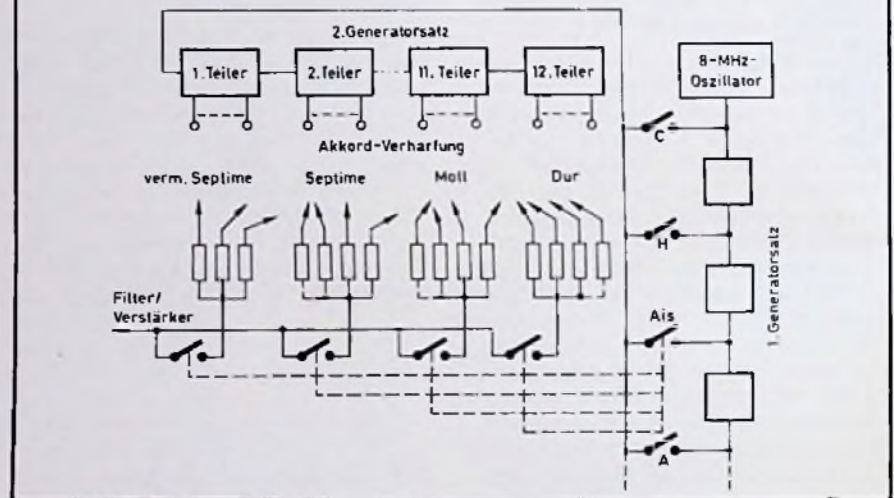 2.Generatorsatz
1.Teiler
2.Teiler
11.Teiler
12.Teiler
8-MHz-
Oszillator
Akkord-Verharfung
C
verm. Septime
Septime
Moll
Dur
H
1.Generatorsatz
Filter/
Verstärker
Ais
A